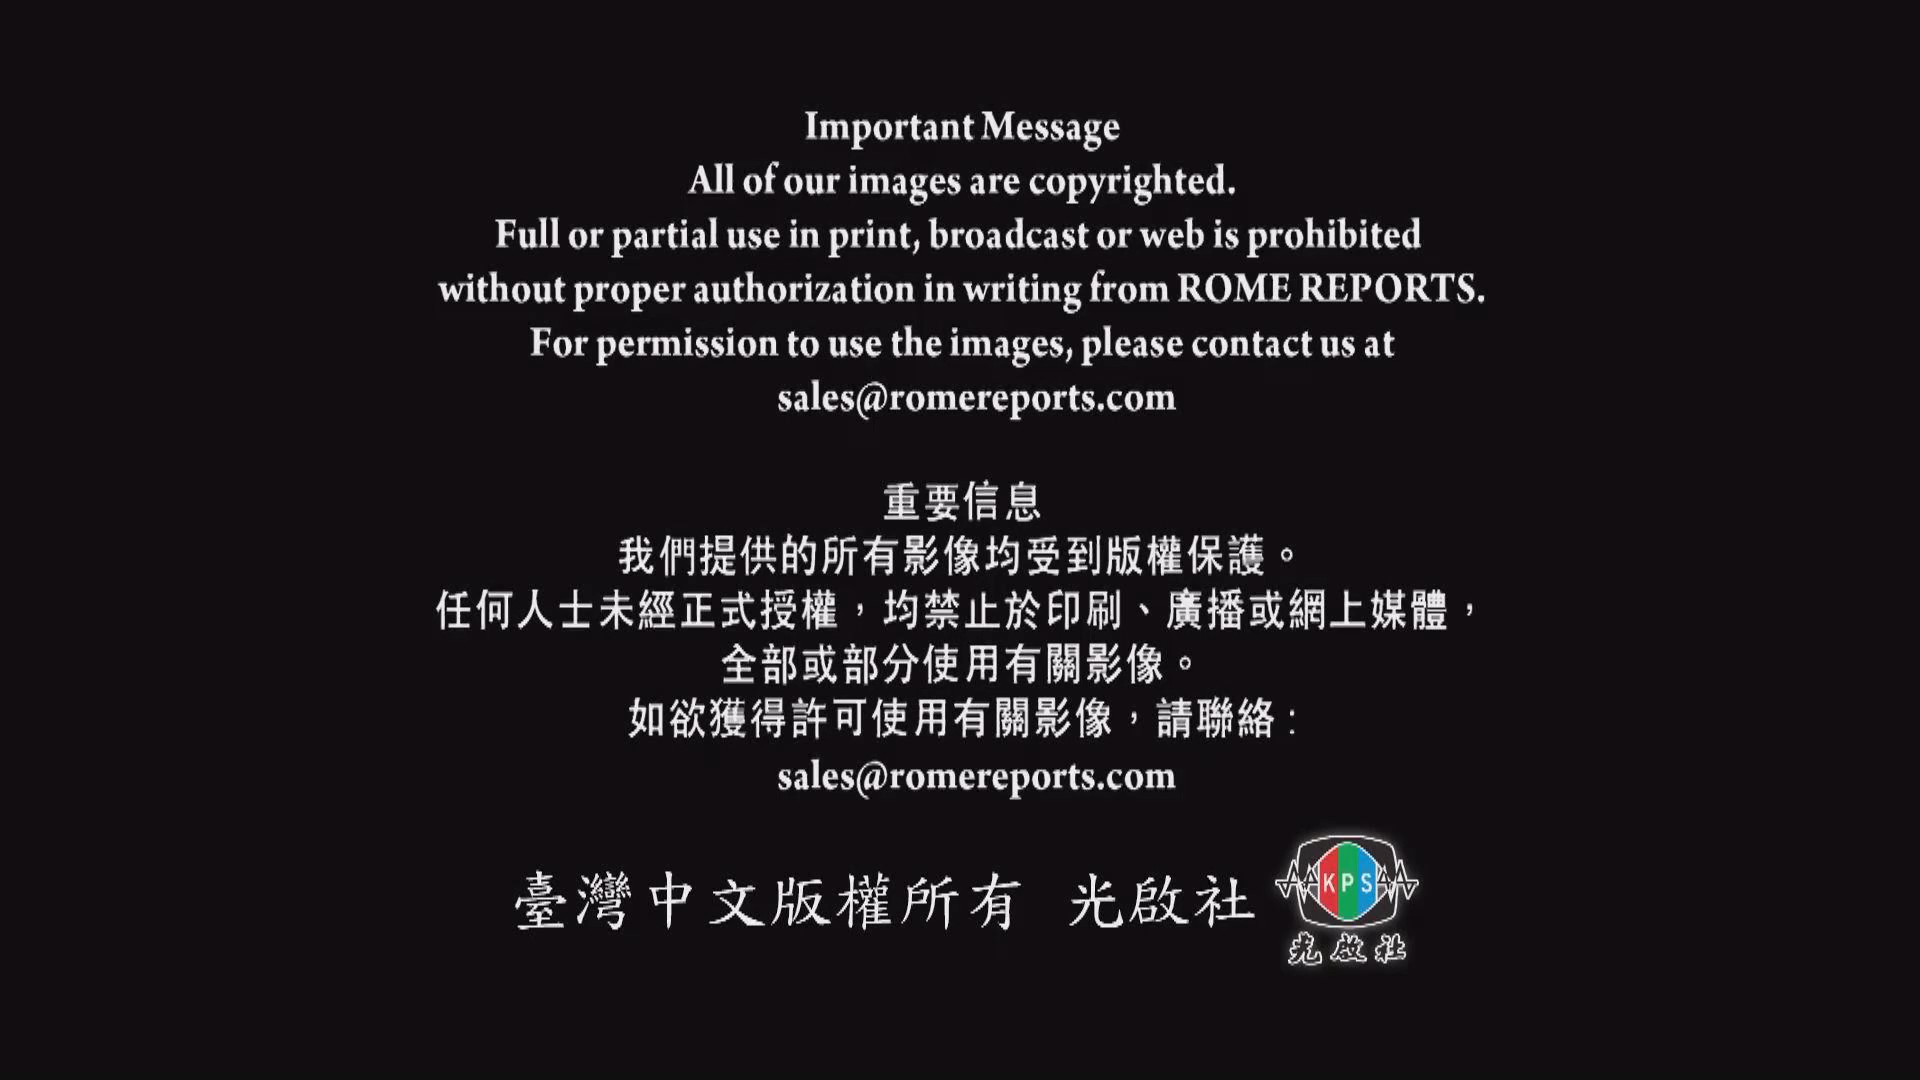 Important Message
All of our images are copyrighted.
Full or partial use in print, broadcast or web is prohibited
without proper authorization in writing from ROME REPORTS.
For permission to use the images, please contact us at
sales@romereports.com
重要信息
我們提供的所有影像均受到版權保護。
任何人士未經正式授權，均禁止於印刷、廣播或網上媒體，
全部或部分使用有關影像。
如欲獲得許可使用有關影像，請聯絡：
sales@romereports.com
臺灣中文版權所有 光啟社
KPS
光啟社